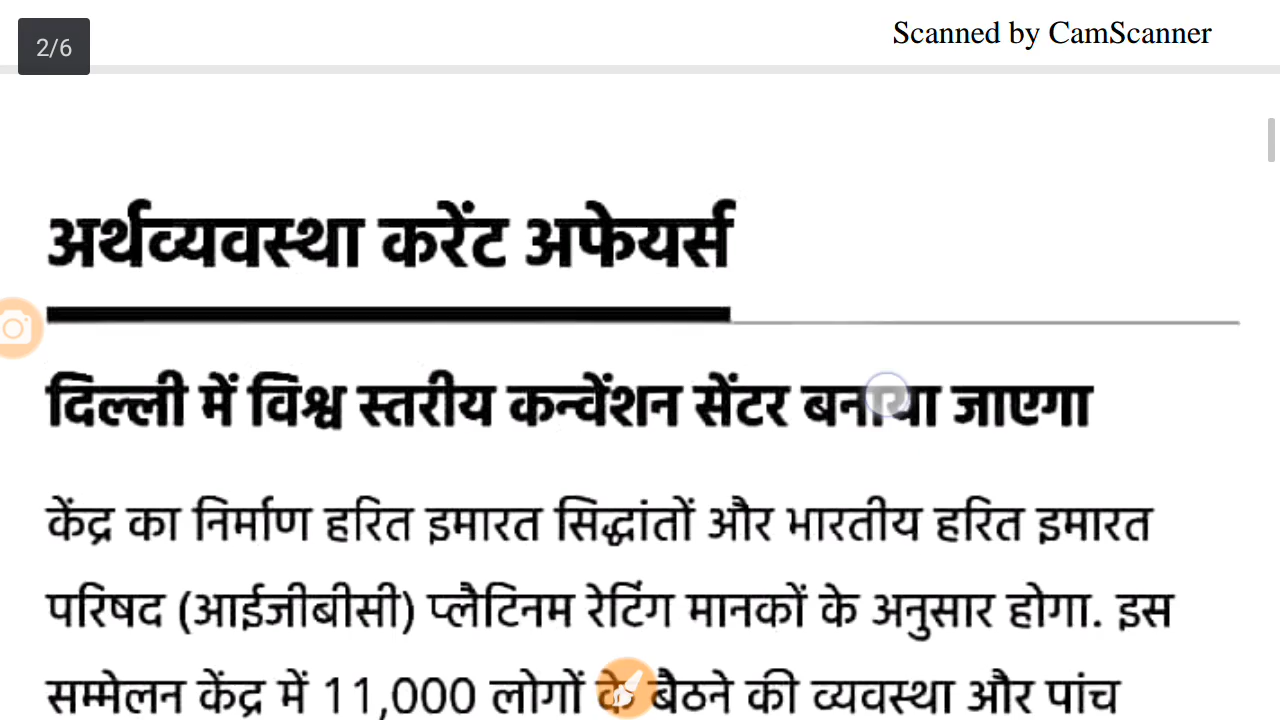 2/6
Scanned by CamScanner
अर्थव्यवस्था करेंट अफेयर्स
दिल्ली में विश्व स्तरीय कन्वेंशन सेंटर बनाया जाएगा
केंद्र का निर्माण हरित इमारत सिद्धांतों और भारतीय हरित इमारत
परिषद (आईजीबीसी) प्लैटिनम रेटिंग मानकों के अनुसार होगा. इस
सम्मेलन केंद्र में 11,000 लोगों के बैठने की व्यवस्था और पांच